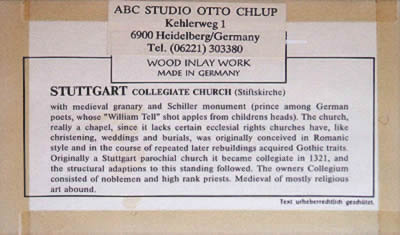 ABC STUDIO OTTO CHLUP
Kehlerweg 1
6900 Heidelberg/Germany
Tel. (06221) 303380
WOOD INLAY WORK
MADE IN GERMANY
STUTTGART COLLEGIATE CHURCH (Stiftskirche)
with medieval granary and Schiller monument (prince among German
poets, whose "William Tell" shot apples from childrens heads). The church,
really a chapel, since it lacks certain ecclesial rights churches have, like
christening, weddings and burials, was originally conceived in Romanic
style and in the course of repeated later rebuildings acquired Gothic traits.
Originally a Stuttgart parochial church it became collegiate in 1321, and
the structural adaptions to this standing followed. The owners Collegium
consisted of noblemen and high rank priests. Medieval of mostly religious
art abound.
Text urheberrechtlich geschützt